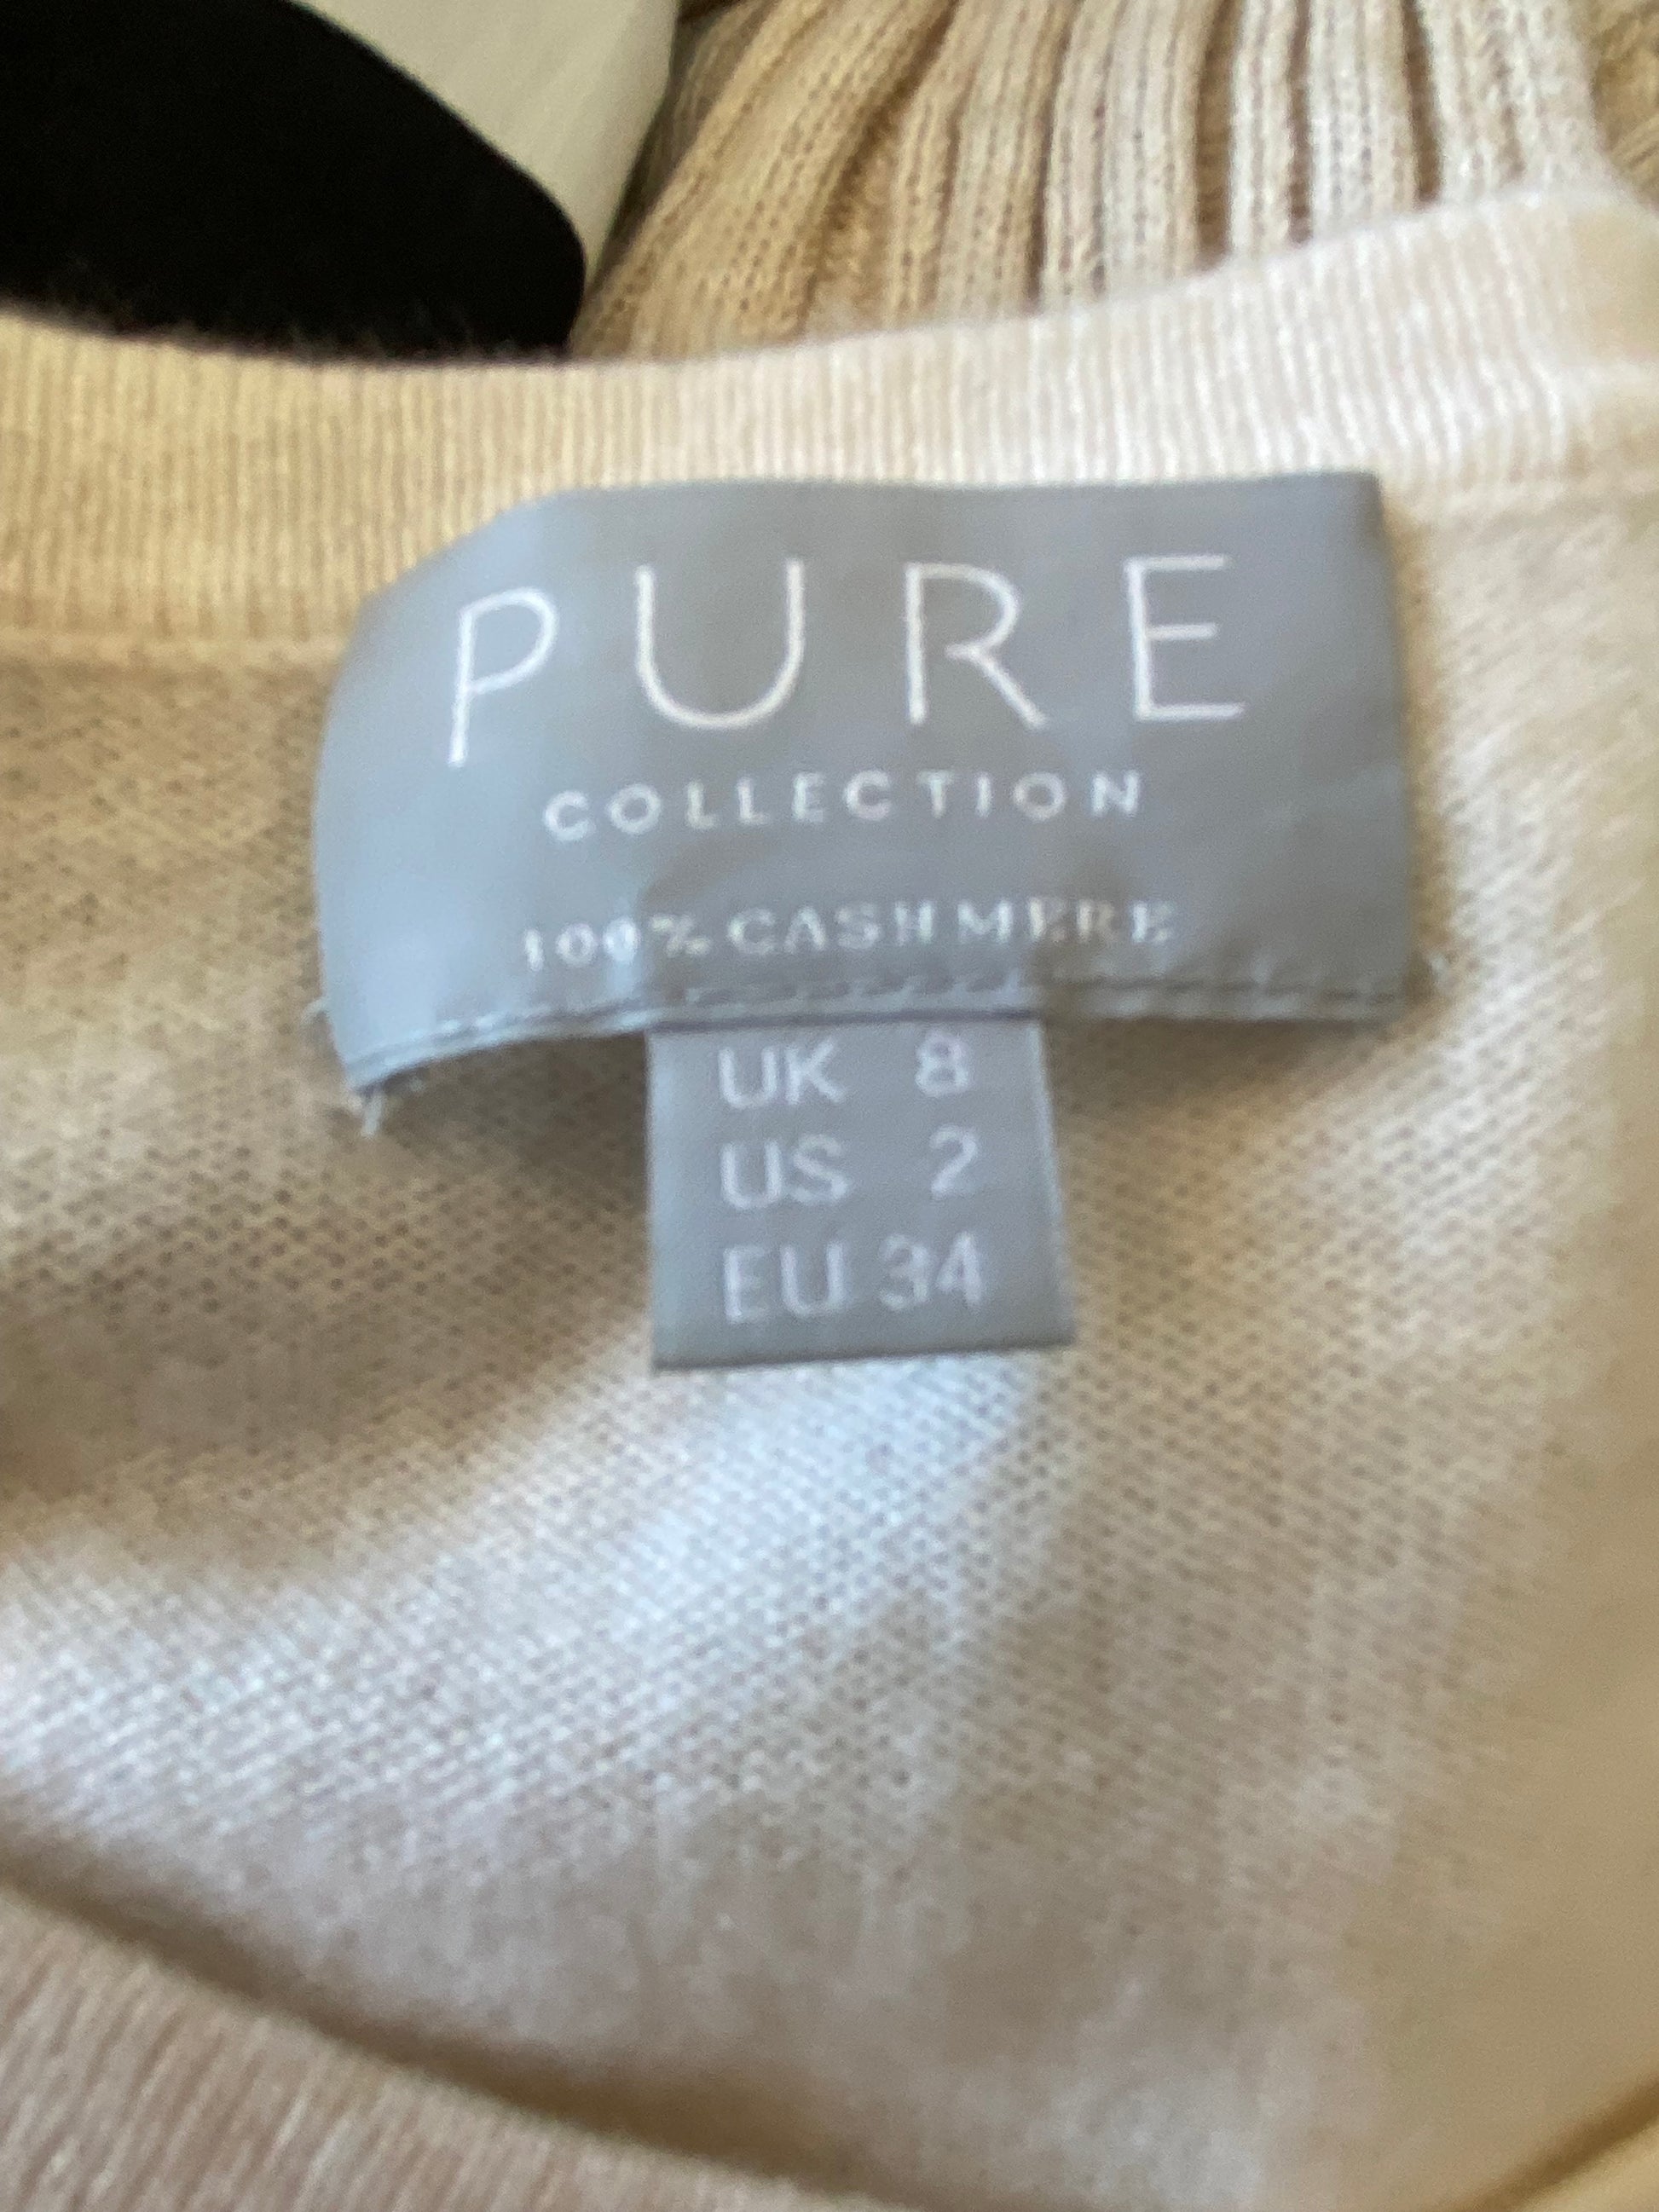 PURE
COLLECTION
100% CASHMERE
UK 8
US 2
EU 34